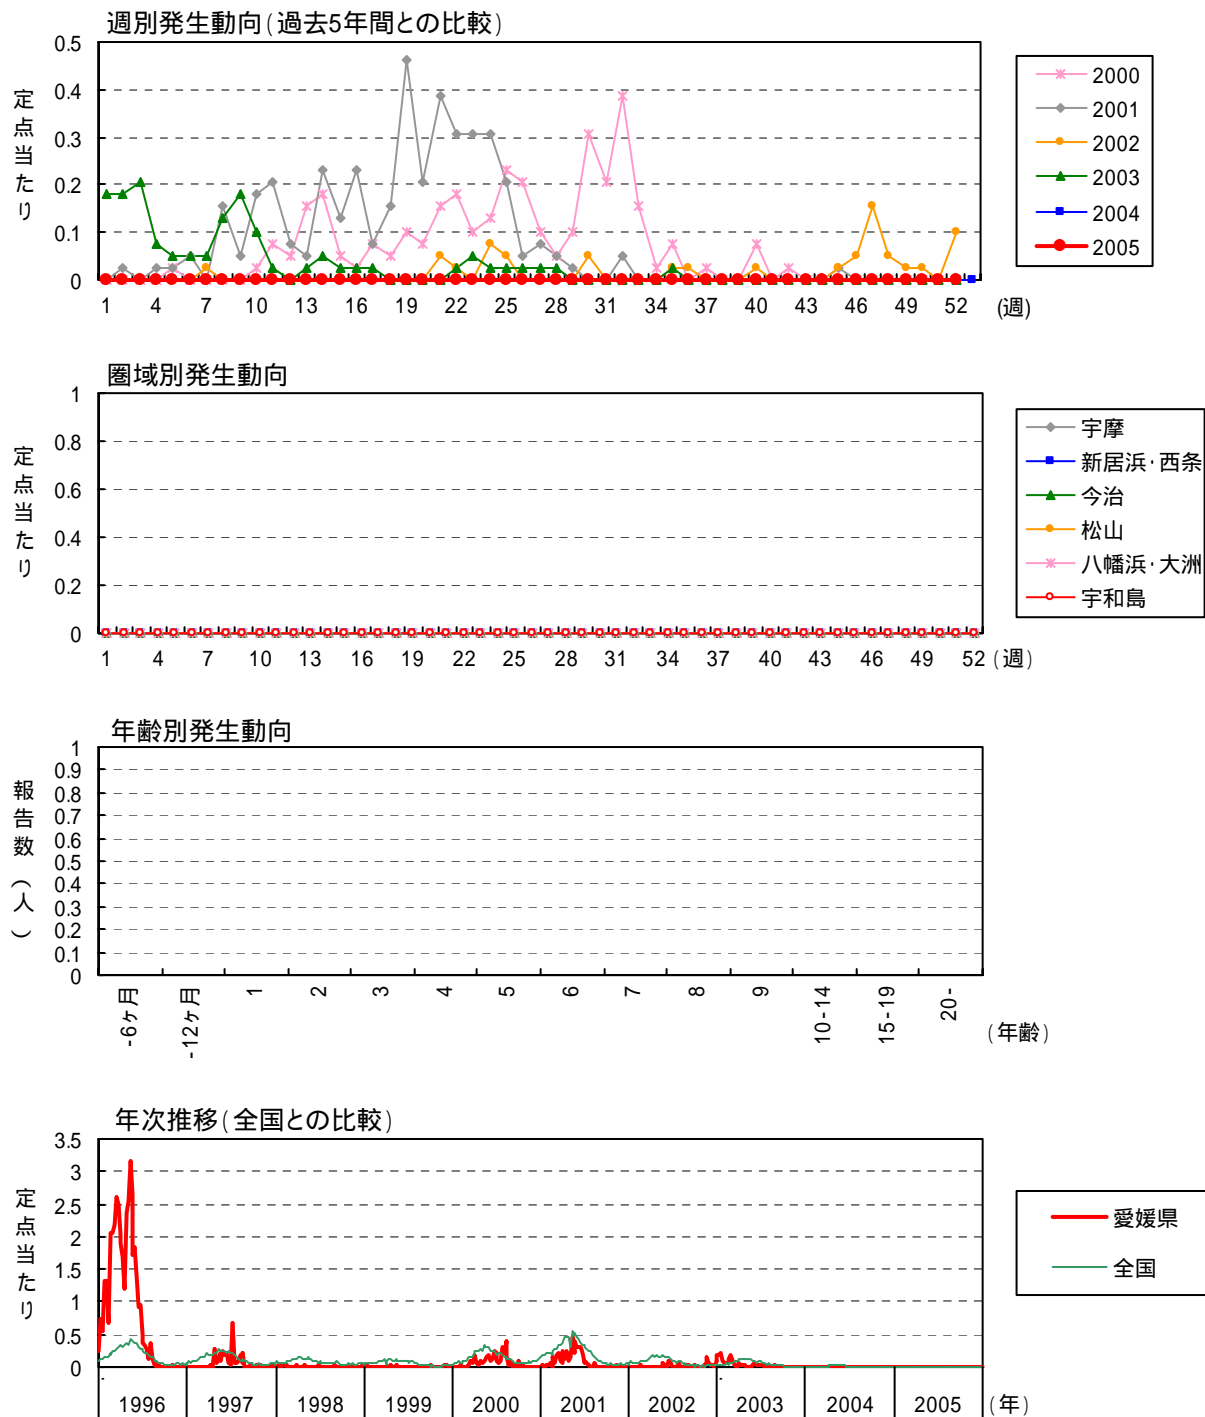 週別発生動向(過去5年間との比較)
定点当たり
0.5
0.4
0.3
0.2
0.1
0
1 4 7 10 13 16 19 22 25 28 31 34 37 40 43 46 49 52 (週)
2000
2001
2002
2003
2004
2005
圏域別発生動向
定点当たり
1
0.8
0.6
0.4
0.2
0
1 4 7 10 13 16 19 22 25 28 31 34 37 40 43 46 49 52 (週)
宇摩
新居浜・西条
今治
松山
八幡浜・大洲
宇和島
年齢別発生動向
報告数(人)
1
0.9
0.8
0.7
0.6
0.5
0.4
0.3
0.2
0.1
0
-6ヶ月 -12ヶ月 1 2 3 4 5 6 7 8 9 10-14 15-19 20- (年齢)
年次推移(全国との比較)
定点当たり
3.5
3
2.5
2
1.5
1
0.5
0
1996 1997 1998 1999 2000 2001 2002 2003 2004 2005 (年)
愛媛県
全国